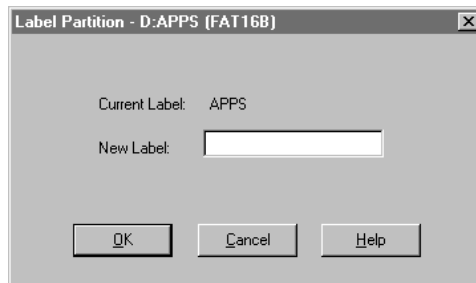 Label Partition - D:APPS (FAT16B)
Current Label: APPS
New Label:
OK Cancel Help